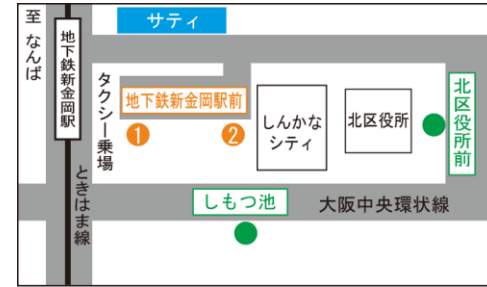 至 なんば
地下鉄新金岡駅
サティ
タクシー乗場
地下鉄新金岡駅前
1
2
しんかな
シティ
北区役所
北区役所前
ときはま線
しもつ池
大阪中央環状線